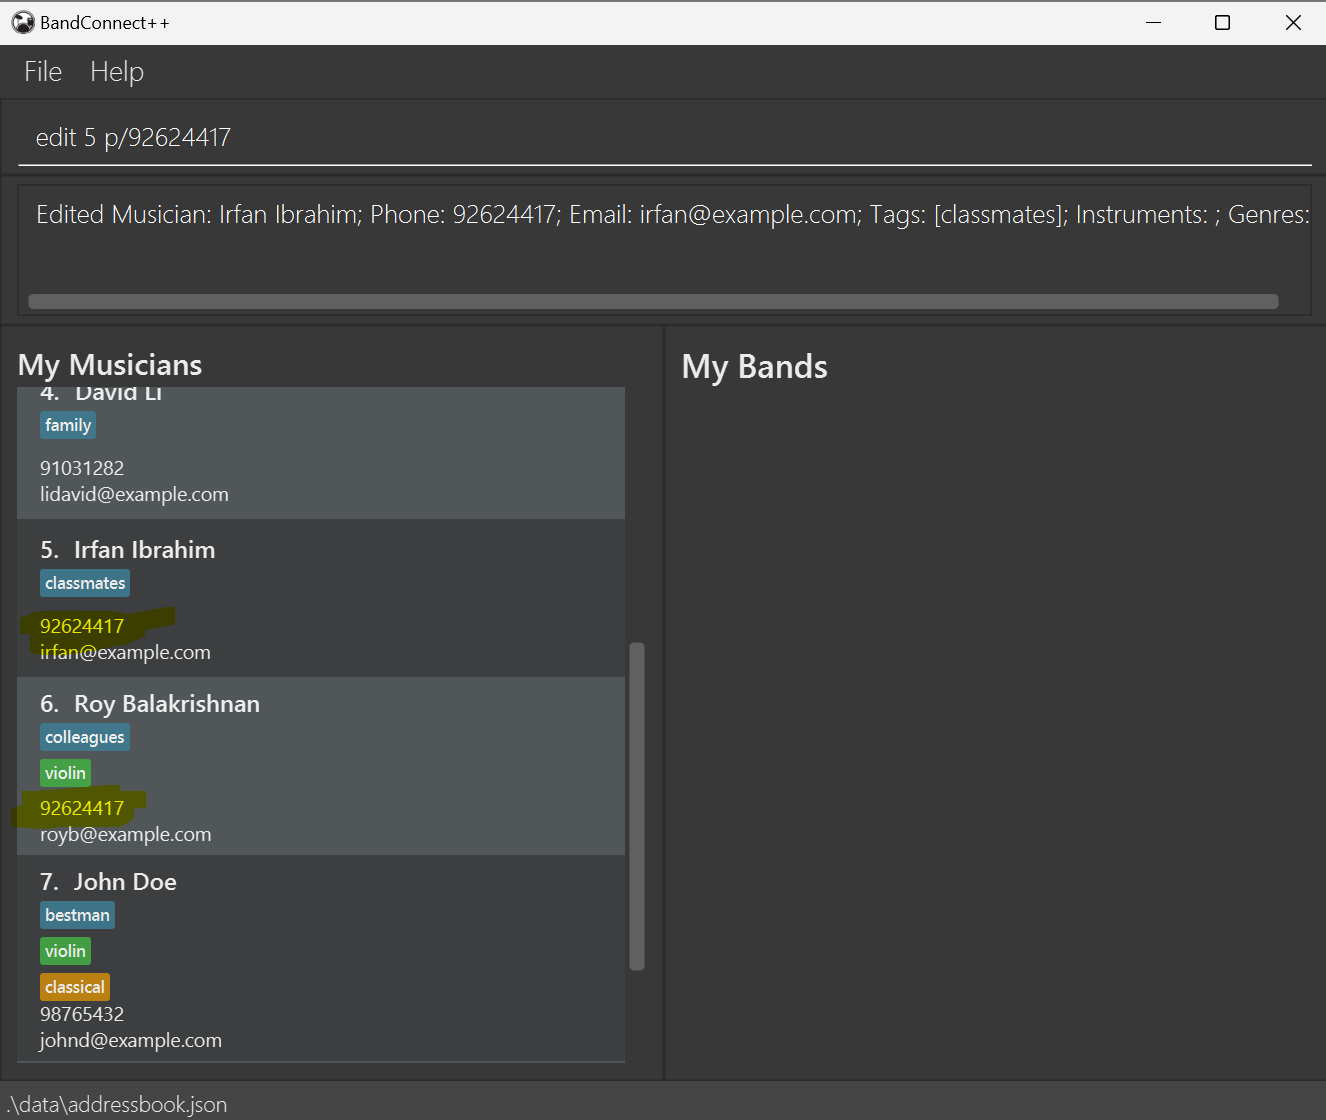 BandConnect++
File Help
edit 5 p/92624417
Edited Musician: Irfan Ibrahim; Phone: 92624417; Email: irfan@example.com; Tags: [classmates]; Instruments: ; Genres:
My Musicians
4. David Li
family
91031282
lidavid@example.com
5. Irfan Ibrahim
classmates
92624417
irfan@example.com
6. Roy Balakrishnan
colleagues
violin
92624417
royb@example.com
7. John Doe
bestman
violin
classical
98765432
johnd@example.com
My Bands
.\data\addressbook.json